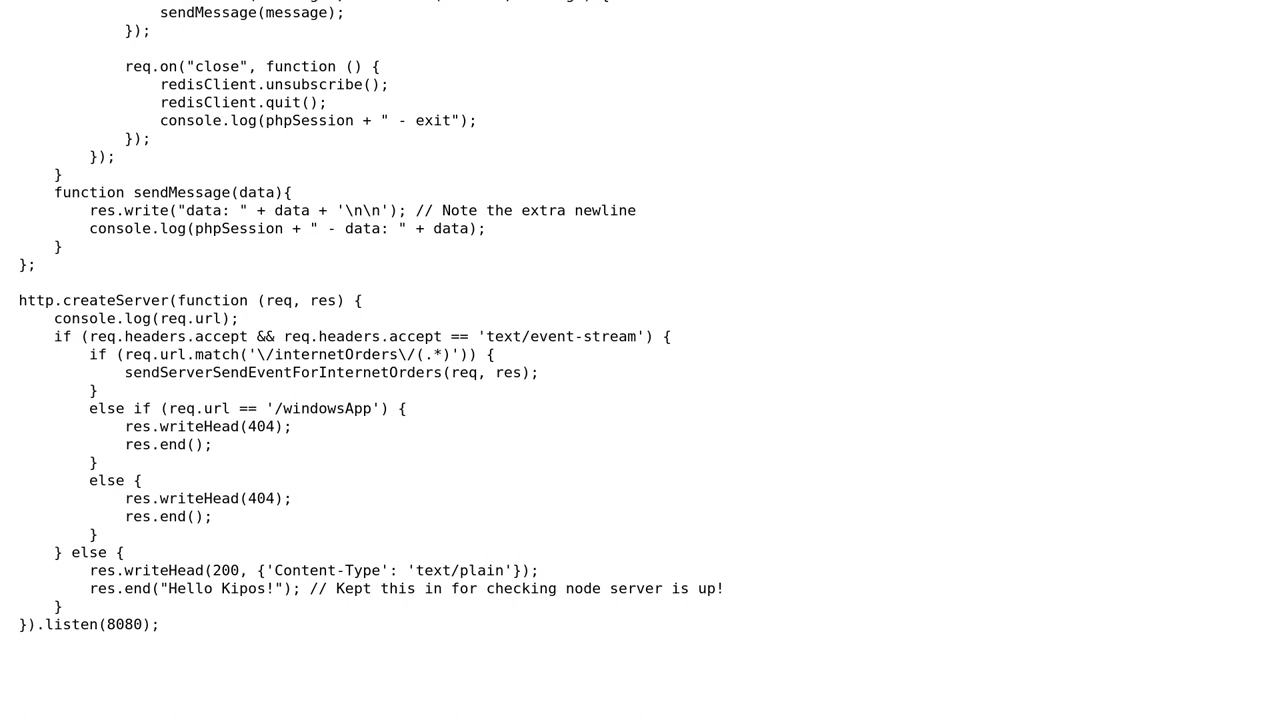 sendMessage(message);
});
req.on("close", function () {
redisClient.unsubscribe();
redisClient.quit();
console.log(phpSession + " - exit");
});
});
}
function sendMessage(data){
res.write("data: " + data + '\n\n'); // Note the extra newline
console.log(phpSession + " - data: " + data);
}
};
http.createServer(function (req, res) {
console.log(req.url);
if (req.headers.accept && req.headers.accept == 'text/event-stream') {
if (req.url.match('\/internetOrders\/(.*)')) {
sendServerSendEventForInternetOrders(req, res);
}
else if (req.url == '/windowsApp') {
res.writeHead(404);
res.end();
}
else {
res.writeHead(404);
res.end();
}
} else {
res.writeHead(200, {'Content-Type': 'text/plain'});
res.end("Hello Kipos!"); // Kept this in for checking node server is up!
}
}).listen(8080);